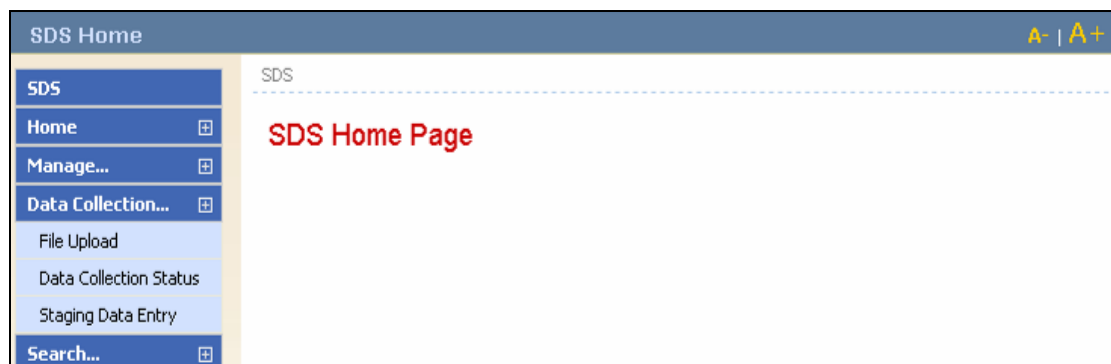 SDS Home
A- | A+
SDS
Home
Manage...
Data Collection...
File Upload
Data Collection Status
Staging Data Entry
Search...
SDS
SDS Home Page